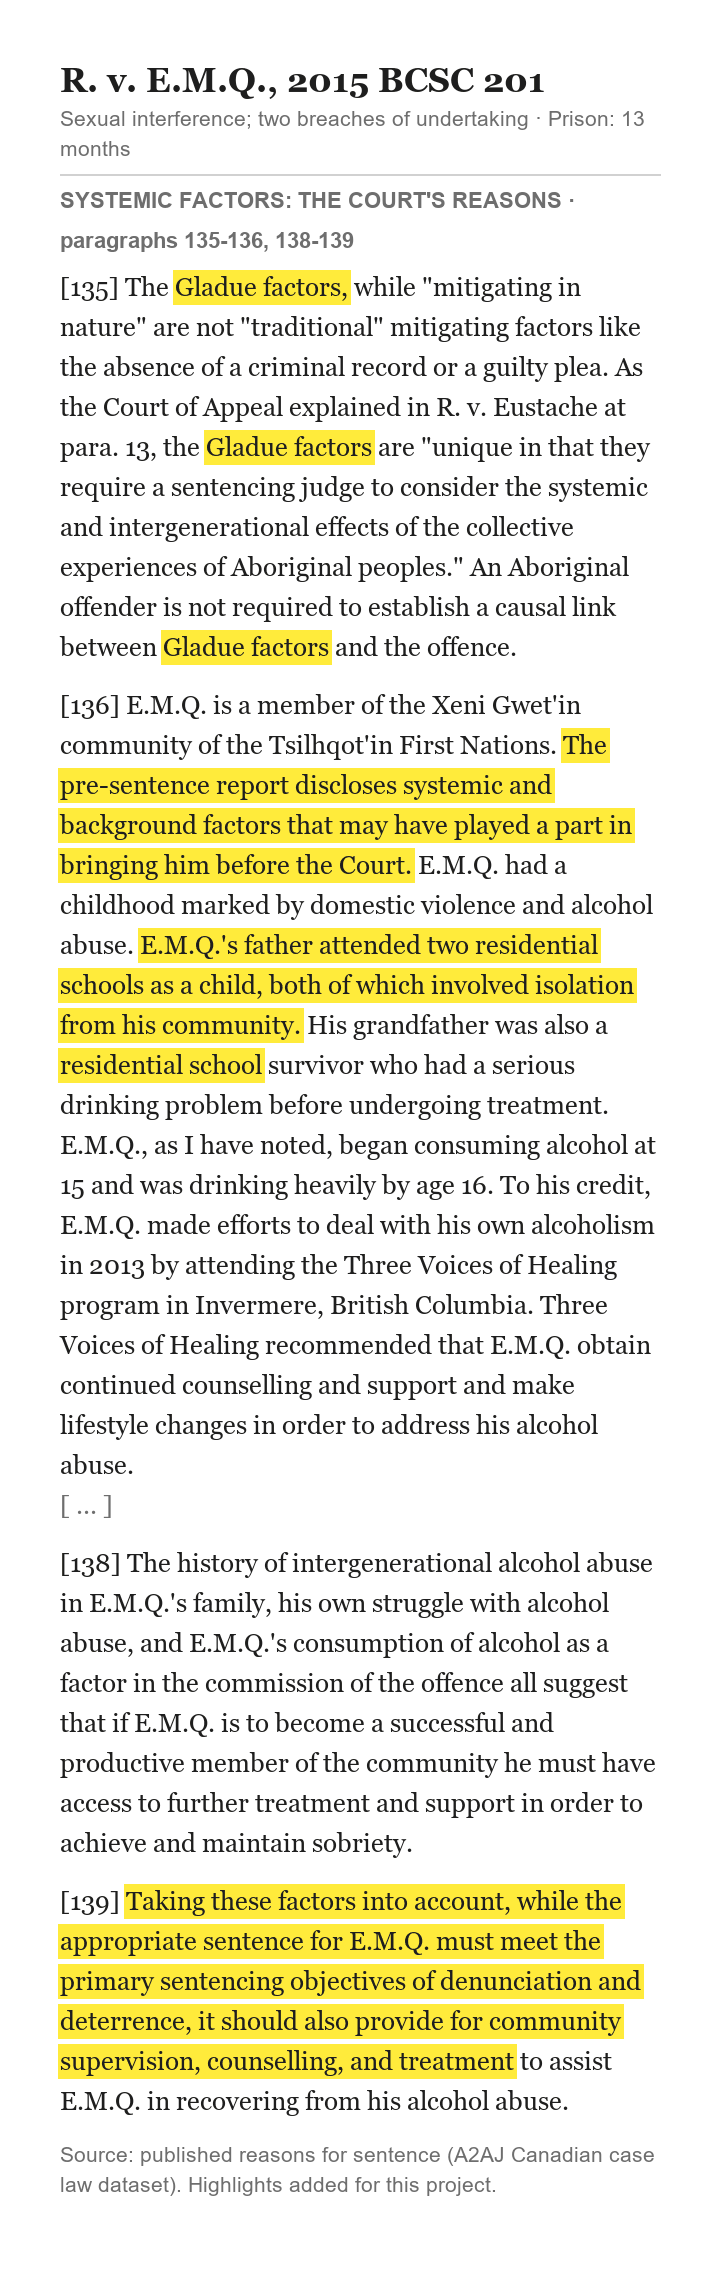 R. v. E.M.Q., 2015 BCSC 201
Sexual interference; two breaches of undertaking · Prison: 13
months
SYSTEMIC FACTORS: THE COURT'S REASONS ·
paragraphs 135-136, 138-139
[135] The Gladue factors, while "mitigating in
nature" are not "traditional" mitigating factors like
the absence of a criminal record or a guilty plea. As
the Court of Appeal explained in R. v. Eustache at
para. 13, the Gladue factors are "unique in that they
require a sentencing judge to consider the systemic
and intergenerational effects of the collective
experiences of Aboriginal peoples." An Aboriginal
offender is not required to establish a causal link
between Gladue factors and the offence.
[136] E.M.Q. is a member of the Xeni Gwet'in
community of the Tsilhqot'in First Nations. The
pre-sentence report discloses systemic and
background factors that may have played a part in
bringing him before the Court. E.M.Q. had a
childhood marked by domestic violence and alcohol
abuse. E.M.Q.'s father attended two residential
schools as a child, both of which involved isolation
from his community. His grandfather was also a
residential school survivor who had a serious
drinking problem before undergoing treatment.
E.M.Q., as I have noted, began consuming alcohol at
15 and was drinking heavily by age 16. To his credit,
E.M.Q. made efforts to deal with his own alcoholism
in 2013 by attending the Three Voices of Healing
program in Invermere, British Columbia. Three
Voices of Healing recommended that E.M.Q. obtain
continued counselling and support and make
lifestyle changes in order to address his alcohol
abuse.
[ ... ]
[138] The history of intergenerational alcohol abuse
in E.M.Q.'s family, his own struggle with alcohol
abuse, and E.M.Q.'s consumption of alcohol as a
factor in the commission of the offence all suggest
that if E.M.Q. is to become a successful and
productive member of the community he must have
access to further treatment and support in order to
achieve and maintain sobriety.
[139] Taking these factors into account, while the
appropriate sentence for E.M.Q. must meet the
primary sentencing objectives of denunciation and
deterrence, it should also provide for community
supervision, counselling, and treatment to assist
E.M.Q. in recovering from his alcohol abuse.
Source: published reasons for sentence (A2AJ Canadian case
law dataset). Highlights added for this project.